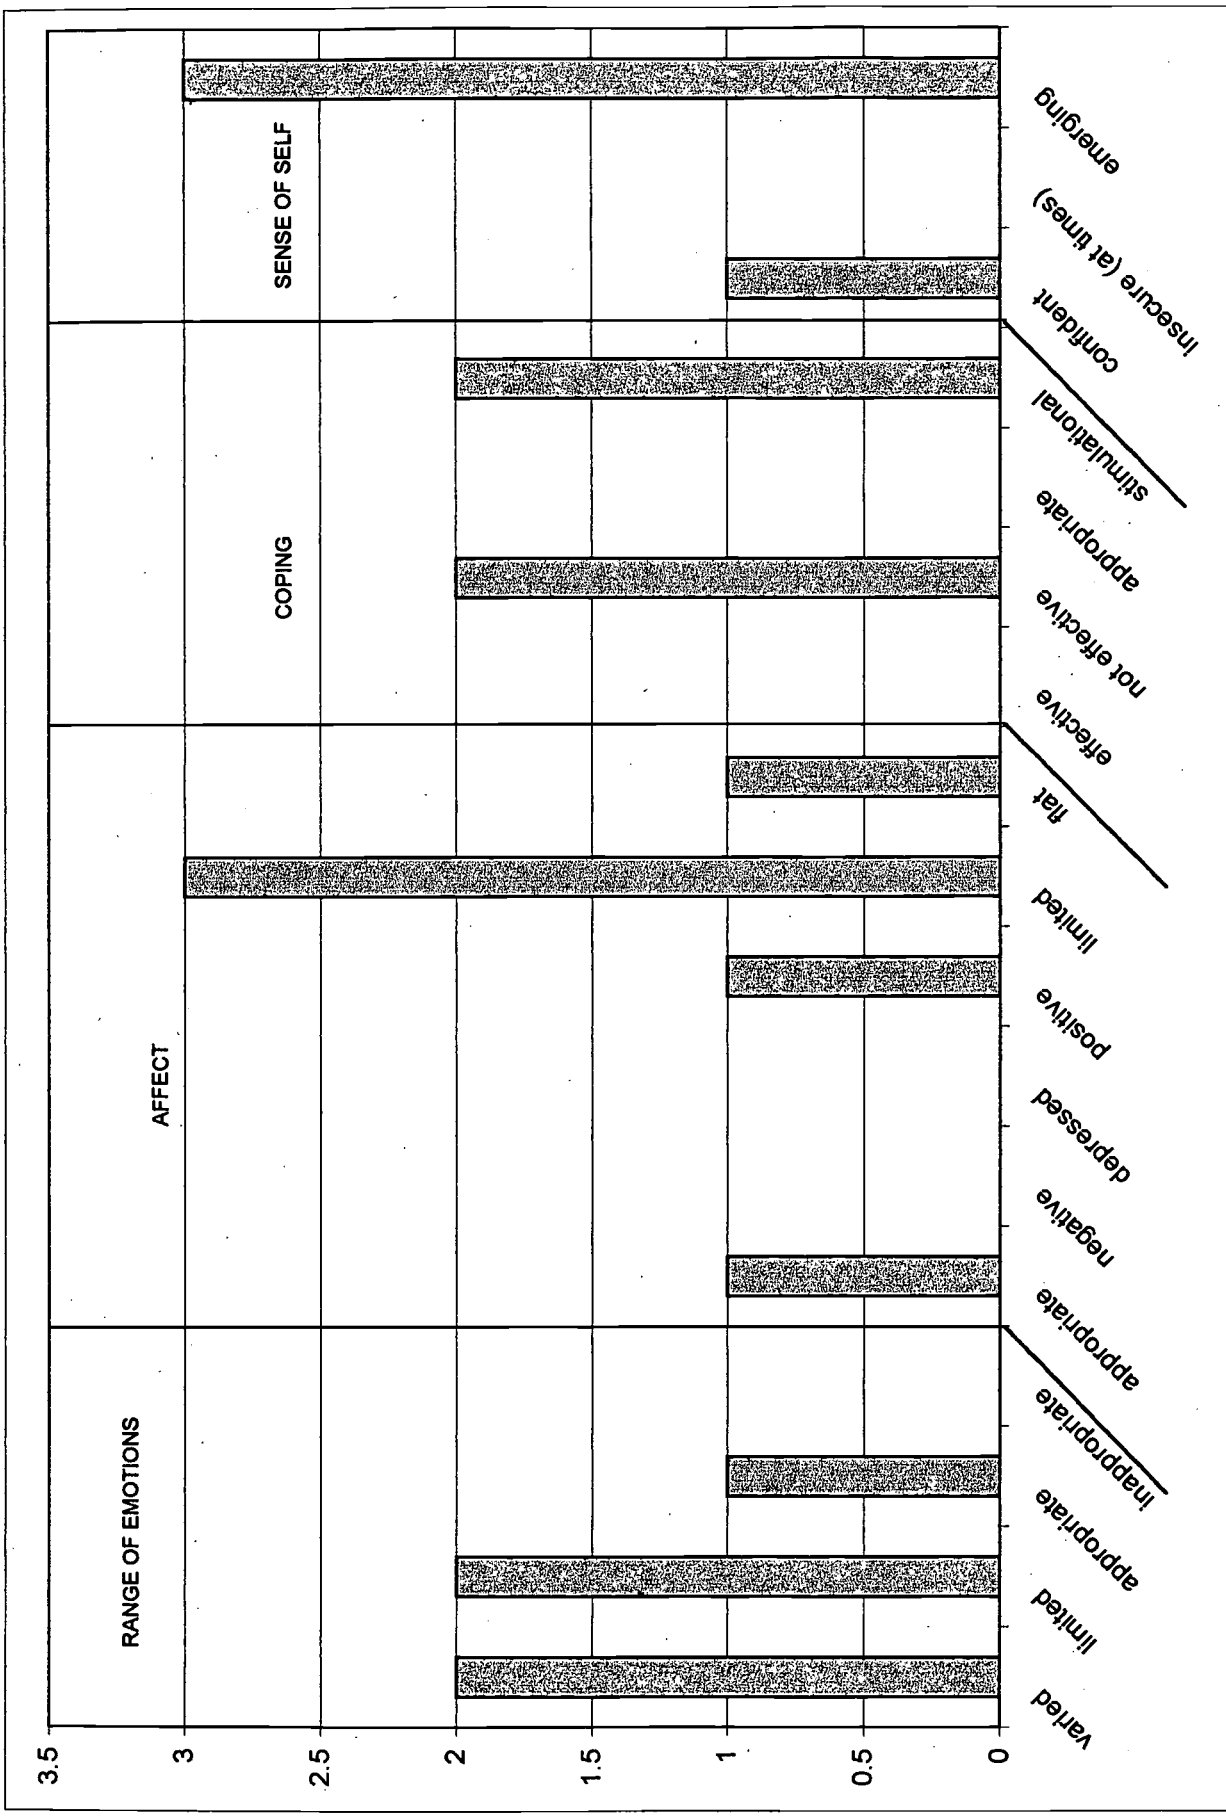 RANGE OF EMOTIONS
AFFECT
COPING
SENSE OF SELF
3.5
3
2.5
2
1.5
1
0.5
0
varied
limited
appropriate
inappropriate
appropriate
negative
depressed
positive
limited
flat
effective
not effective
appropriate
stimulational
confident
insecure (at times)
emerging